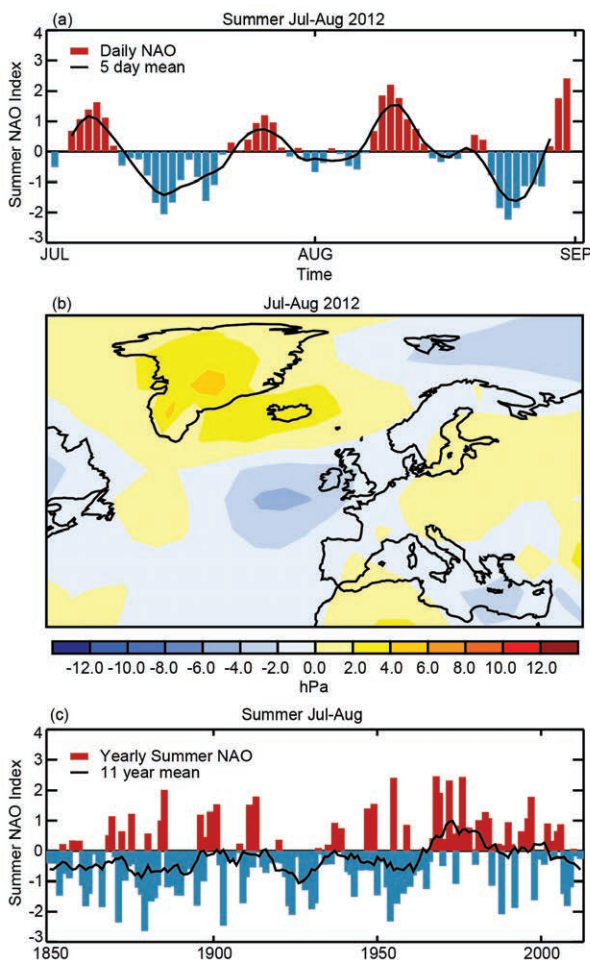 (a) Summer Jul-Aug 2012
4
3
2
1
0
-1
-2
-3
Summer NAO Index
Daily NAO
5 day mean
JUL AUG SEP
Time
(b) Jul-Aug 2012
-12.0 -10.0 -8.0 -6.0 -4.0 -2.0 0.0 2.0 4.0 6.0 8.0 10.0 12.0
hPa
(c) Summer Jul-Aug
4
3
2
1
0
-1
-2
-3
Summer NAO Index
Yearly Summer NAO
11 year mean
1850 1900 1950 2000